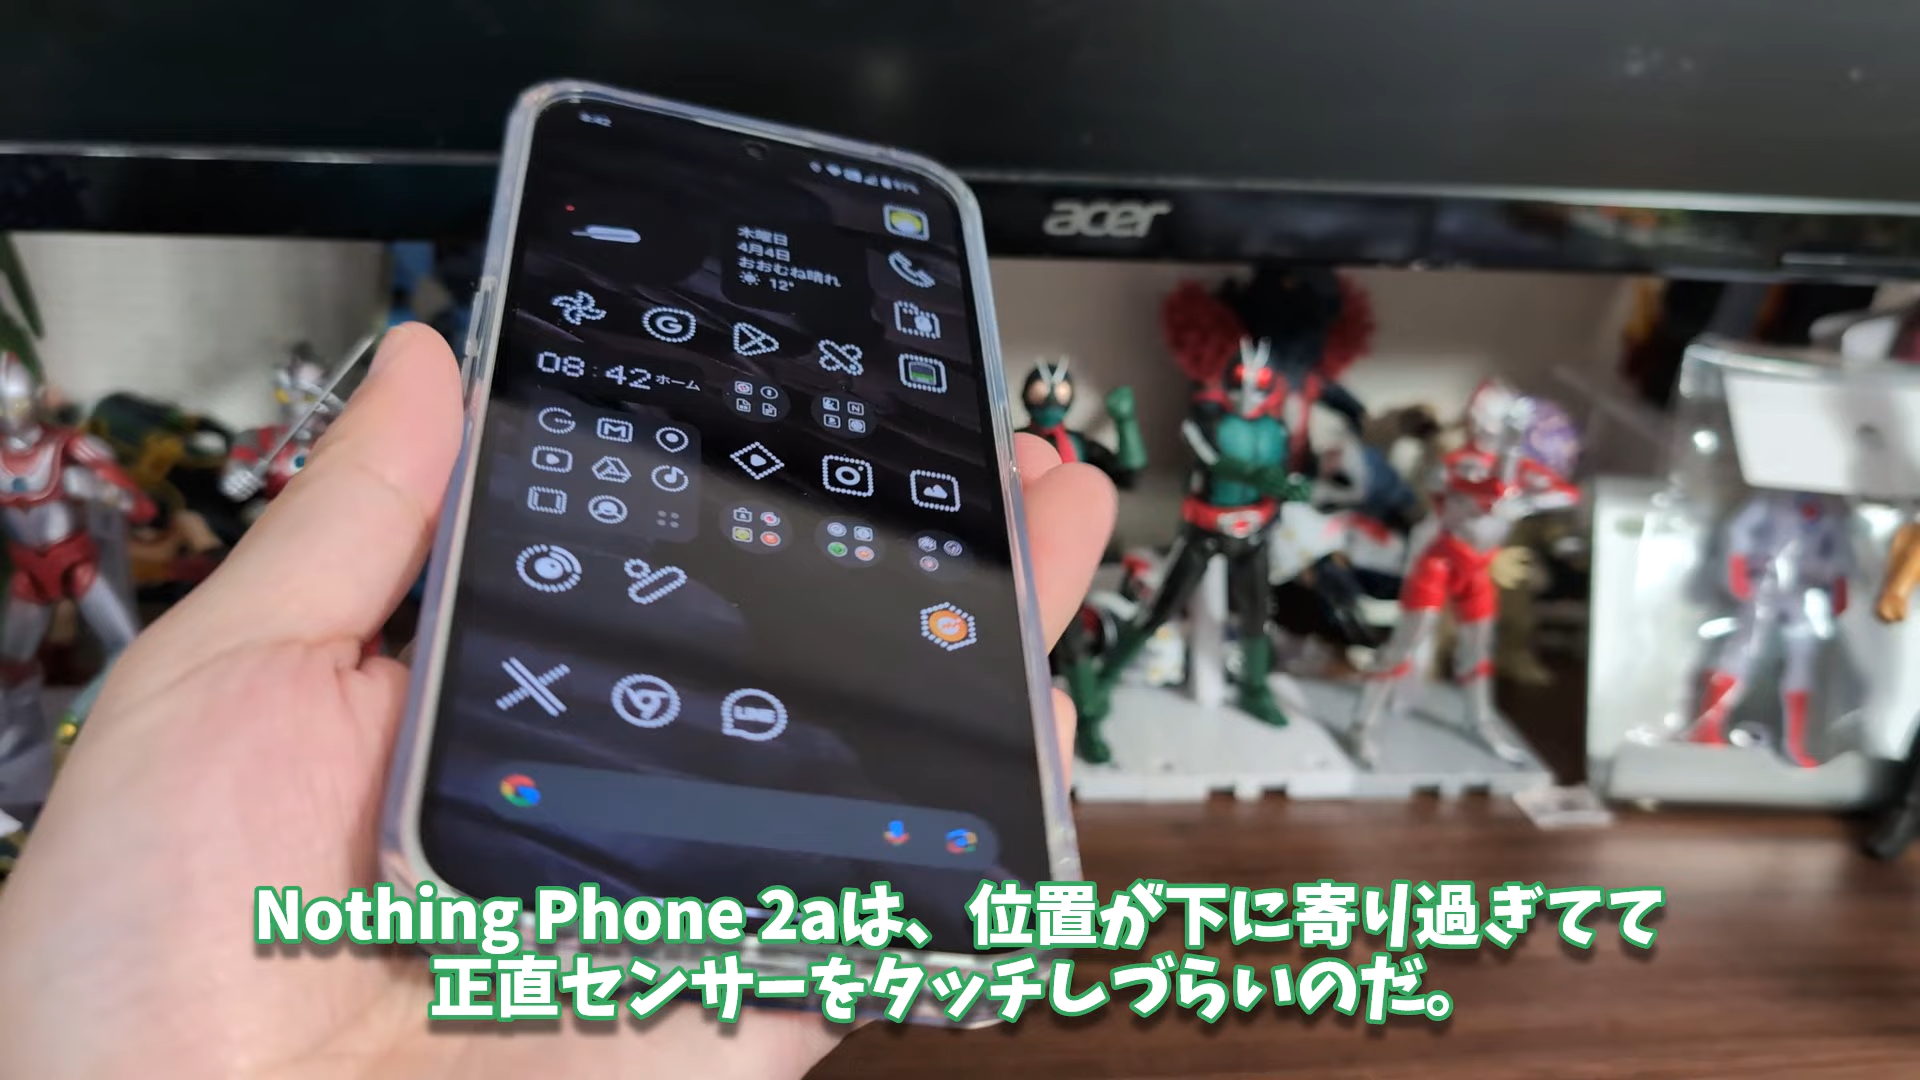 acer
木曜日
4月4日
おおむね晴れ
12°
08:42 ホーム
LINE
Nothing Phone 2aは、位置が下に寄り過ぎてて
正直センサーをタッチしづらいのだ。